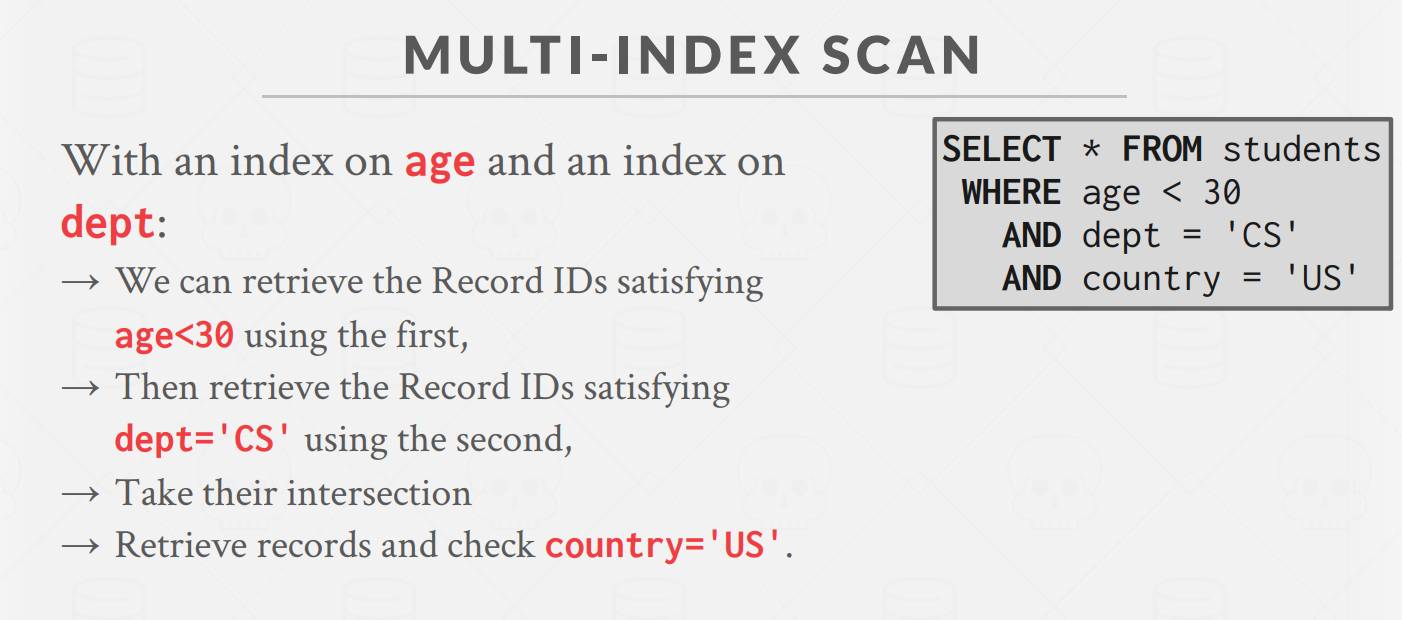 MULTI-INDEX SCAN
With an index on age and an index on
dept:
→ We can retrieve the Record IDs satisfying
age<30 using the first,
→ Then retrieve the Record IDs satisfying
dept='CS' using the second,
→ Take their intersection
→ Retrieve records and check country='US'.
SELECT * FROM students
WHERE age < 30
AND dept = 'CS'
AND country = 'US'